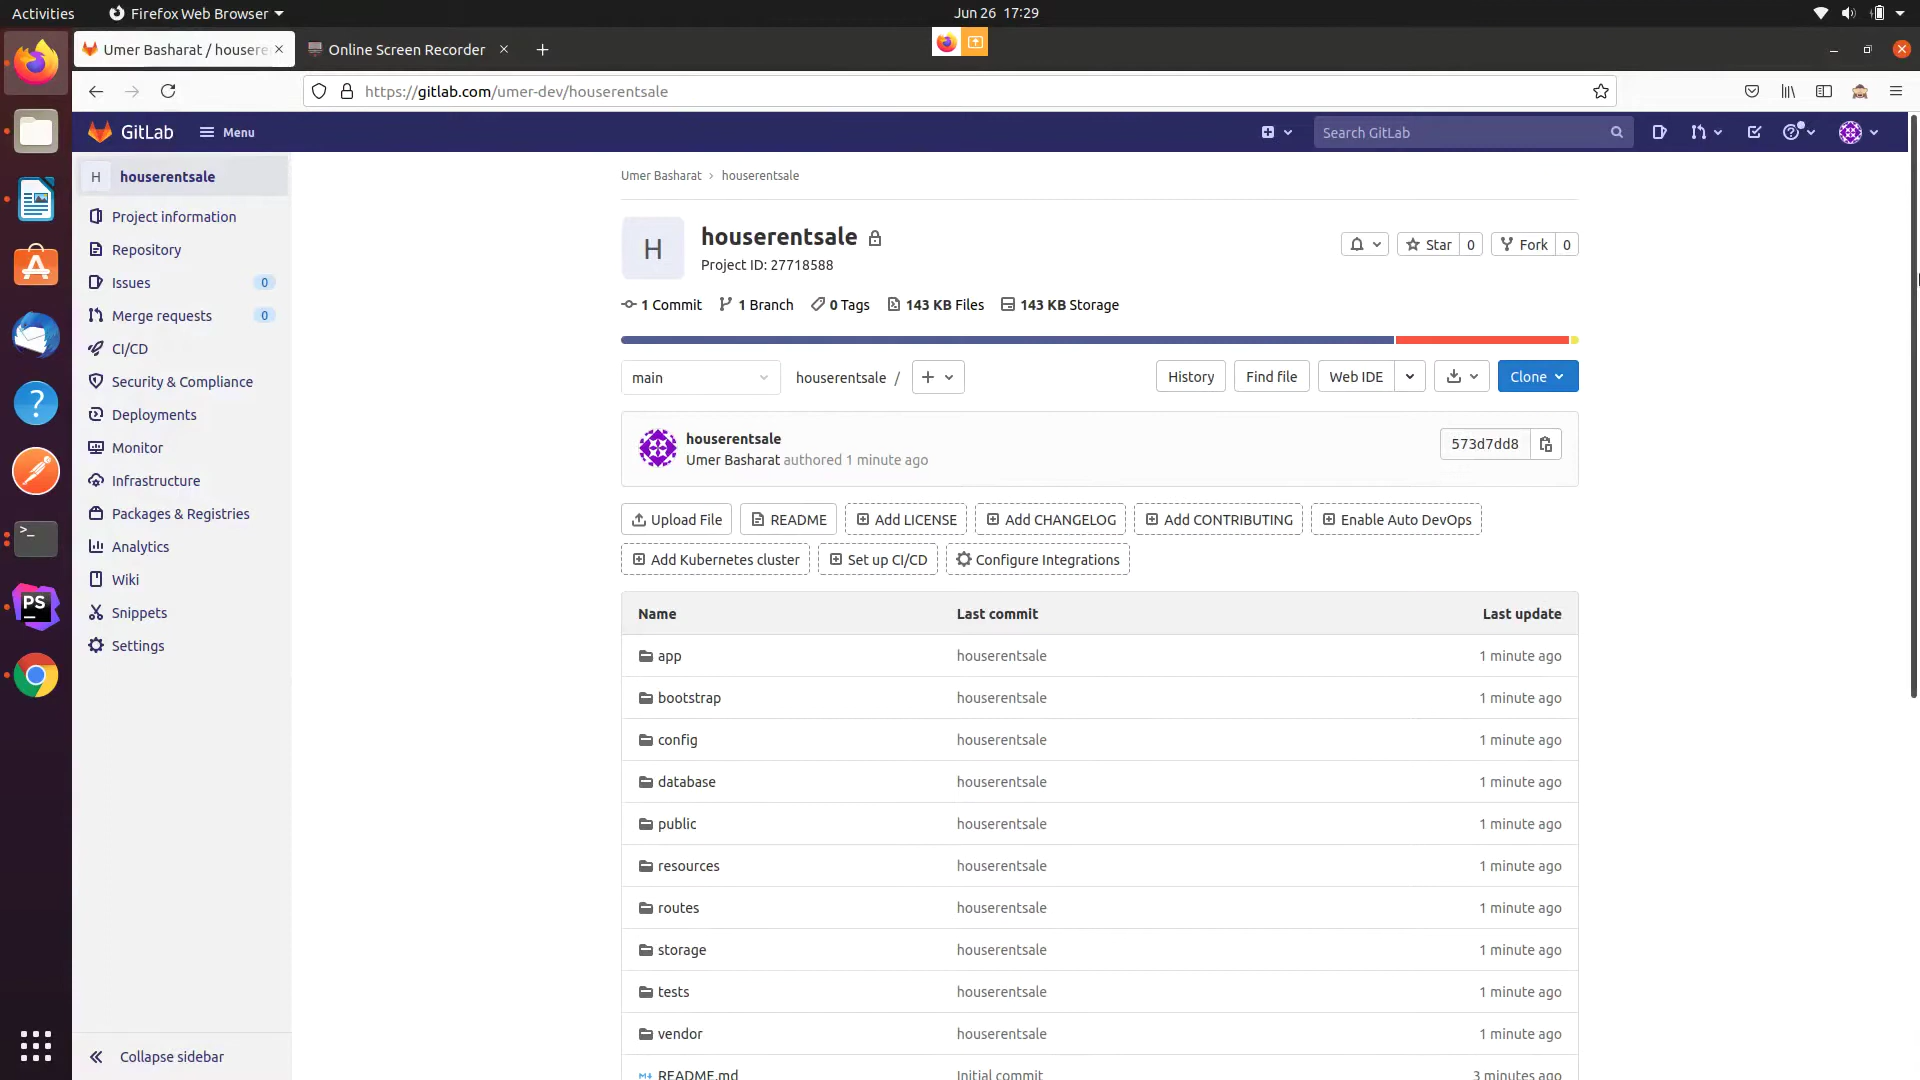 Activities Firefox Web Browser Jun 26 17:29
Umer Basharat / housere Online Screen Recorder
https://gitlab.com/umer-dev/houserentsale
GitLab Menu Search GitLab
H houserentsale
Project information
Repository
Issues 0
Merge requests 0
CI/CD
Security & Compliance
Deployments
Monitor
Infrastructure
Packages & Registries
Analytics
Wiki
Snippets
Settings
Collapse sidebar
Umer Basharat › houserentsale
H houserentsale
Project ID: 27718588
Star 0 Fork 0
1 Commit 1 Branch 0 Tags 143 KB Files 143 KB Storage
main houserentsale / + History Find file Web IDE Clone
houserentsale
Umer Basharat authored 1 minute ago
573d7dd8
Upload File README Add LICENSE Add CHANGELOG Add CONTRIBUTING Enable Auto DevOps
Add Kubernetes cluster Set up CI/CD Configure Integrations
Name Last commit Last update
app houserentsale 1 minute ago
bootstrap houserentsale 1 minute ago
config houserentsale 1 minute ago
database houserentsale 1 minute ago
public houserentsale 1 minute ago
resources houserentsale 1 minute ago
routes houserentsale 1 minute ago
storage houserentsale 1 minute ago
tests houserentsale 1 minute ago
vendor houserentsale 1 minute ago
README.md Initial commit 3 minutes ago
PS